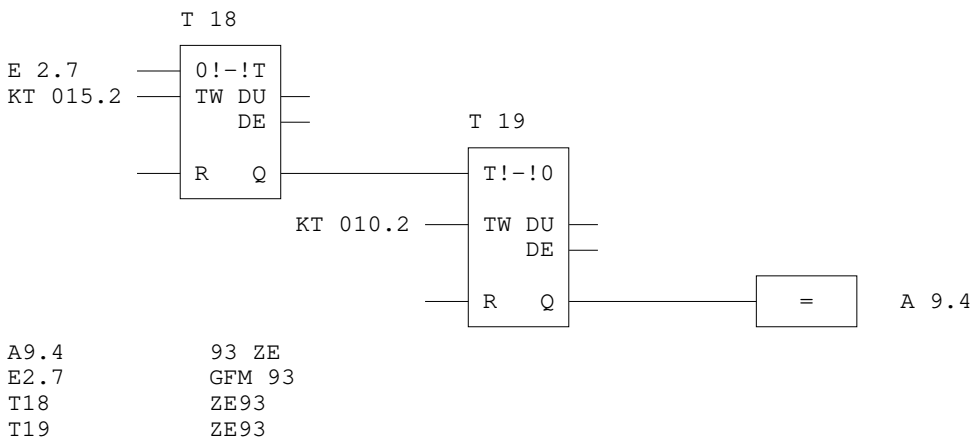 T 18
E 2.7 0!-!T
KT 015.2 TW DU
DE
T 19
R Q T!-!0
KT 010.2 TW DU
DE
R Q = A 9.4
A9.4 93 ZE
E2.7 GFM 93
T18 ZE93
T19 ZE93